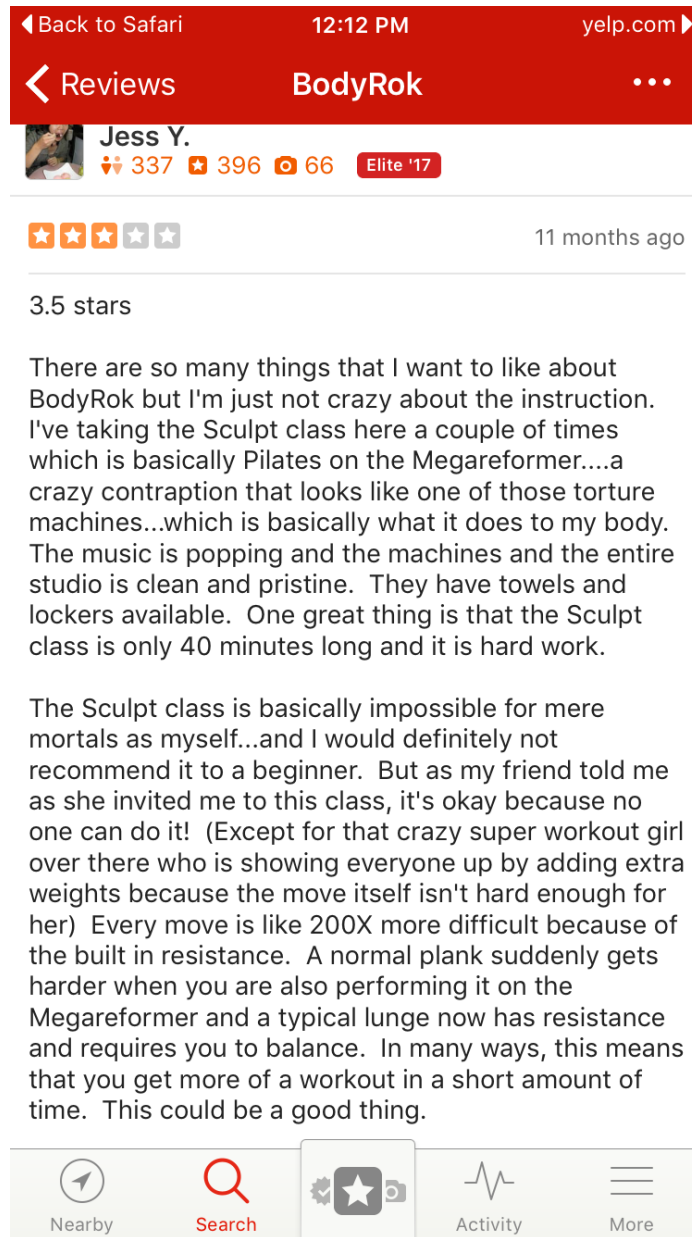 Back to Safari 12:12 PM yelp.com
Reviews BodyRok
Jess Y.
337 396 66 Elite '17
11 months ago
3.5 stars
There are so many things that I want to like about
BodyRok but I'm just not crazy about the instruction.
I've taking the Sculpt class here a couple of times
which is basically Pilates on the Megareformer....a
crazy contraption that looks like one of those torture
machines...which is basically what it does to my body.
The music is popping and the machines and the entire
studio is clean and pristine.  They have towels and
lockers available.  One great thing is that the Sculpt
class is only 40 minutes long and it is hard work.
The Sculpt class is basically impossible for mere
mortals as myself...and I would definitely not
recommend it to a beginner.  But as my friend told me
as she invited me to this class, it's okay because no
one can do it!  (Except for that crazy super workout girl
over there who is showing everyone up by adding extra
weights because the move itself isn't hard enough for
her)  Every move is like 200X more difficult because of
the built in resistance.  A normal plank suddenly gets
harder when you are also performing it on the
Megareformer and a typical lunge now has resistance
and requires you to balance.  In many ways, this means
that you get more of a workout in a short amount of
time.  This could be a good thing.
Nearby Search Activity More